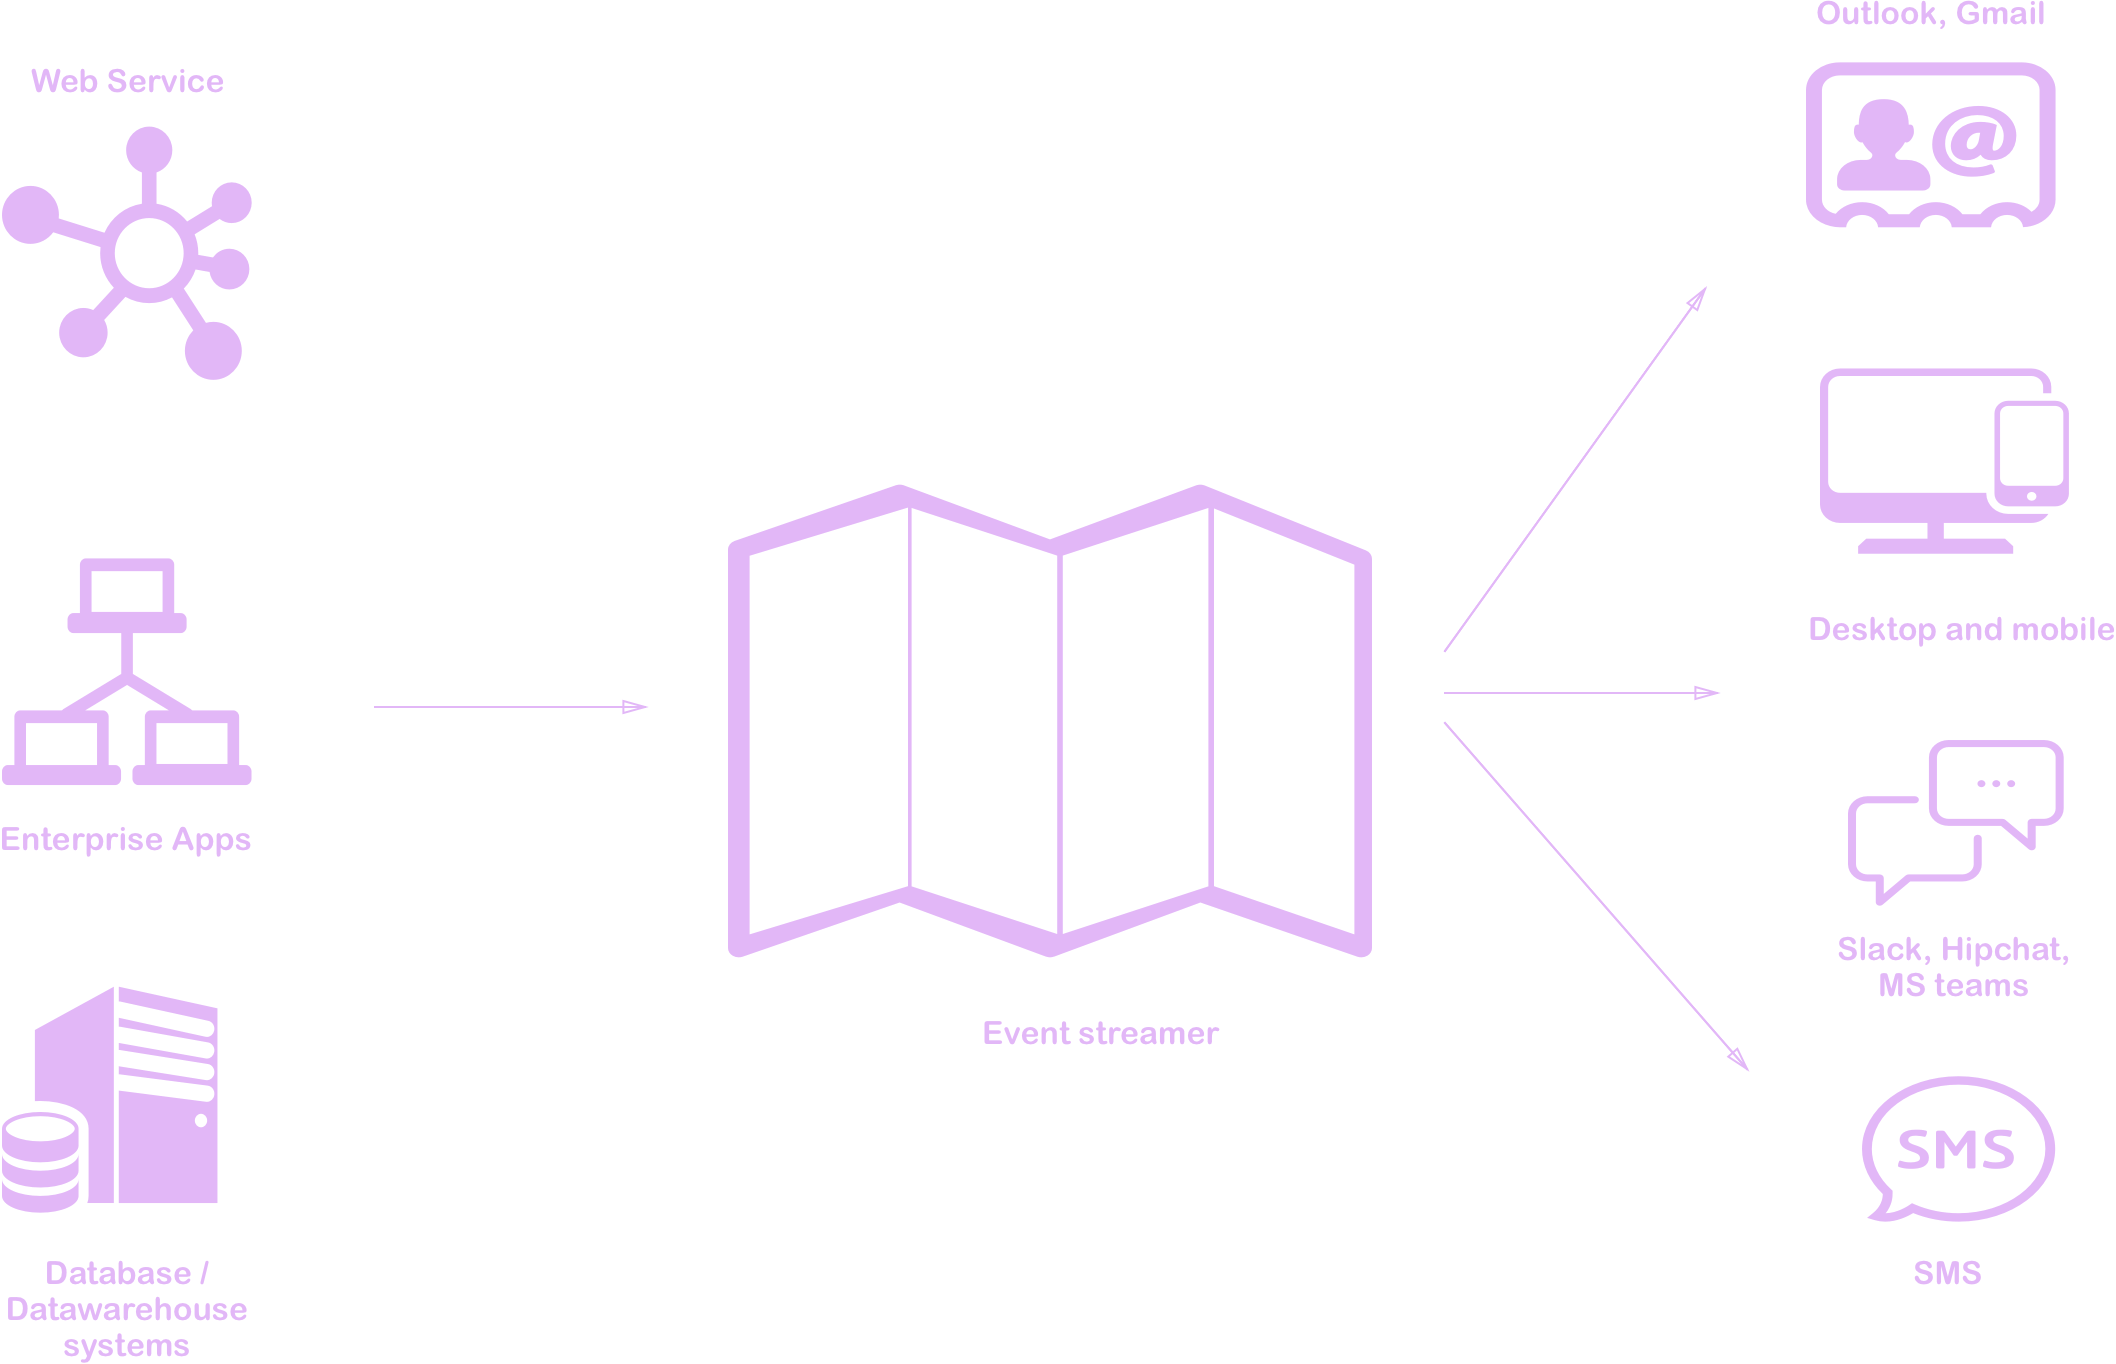 Web Service
Enterprise Apps
Database /
Datawarehouse
systems
Event streamer
Outlook, Gmail
@
Desktop and mobile
Slack, Hipchat,
MS teams
SMS
SMS